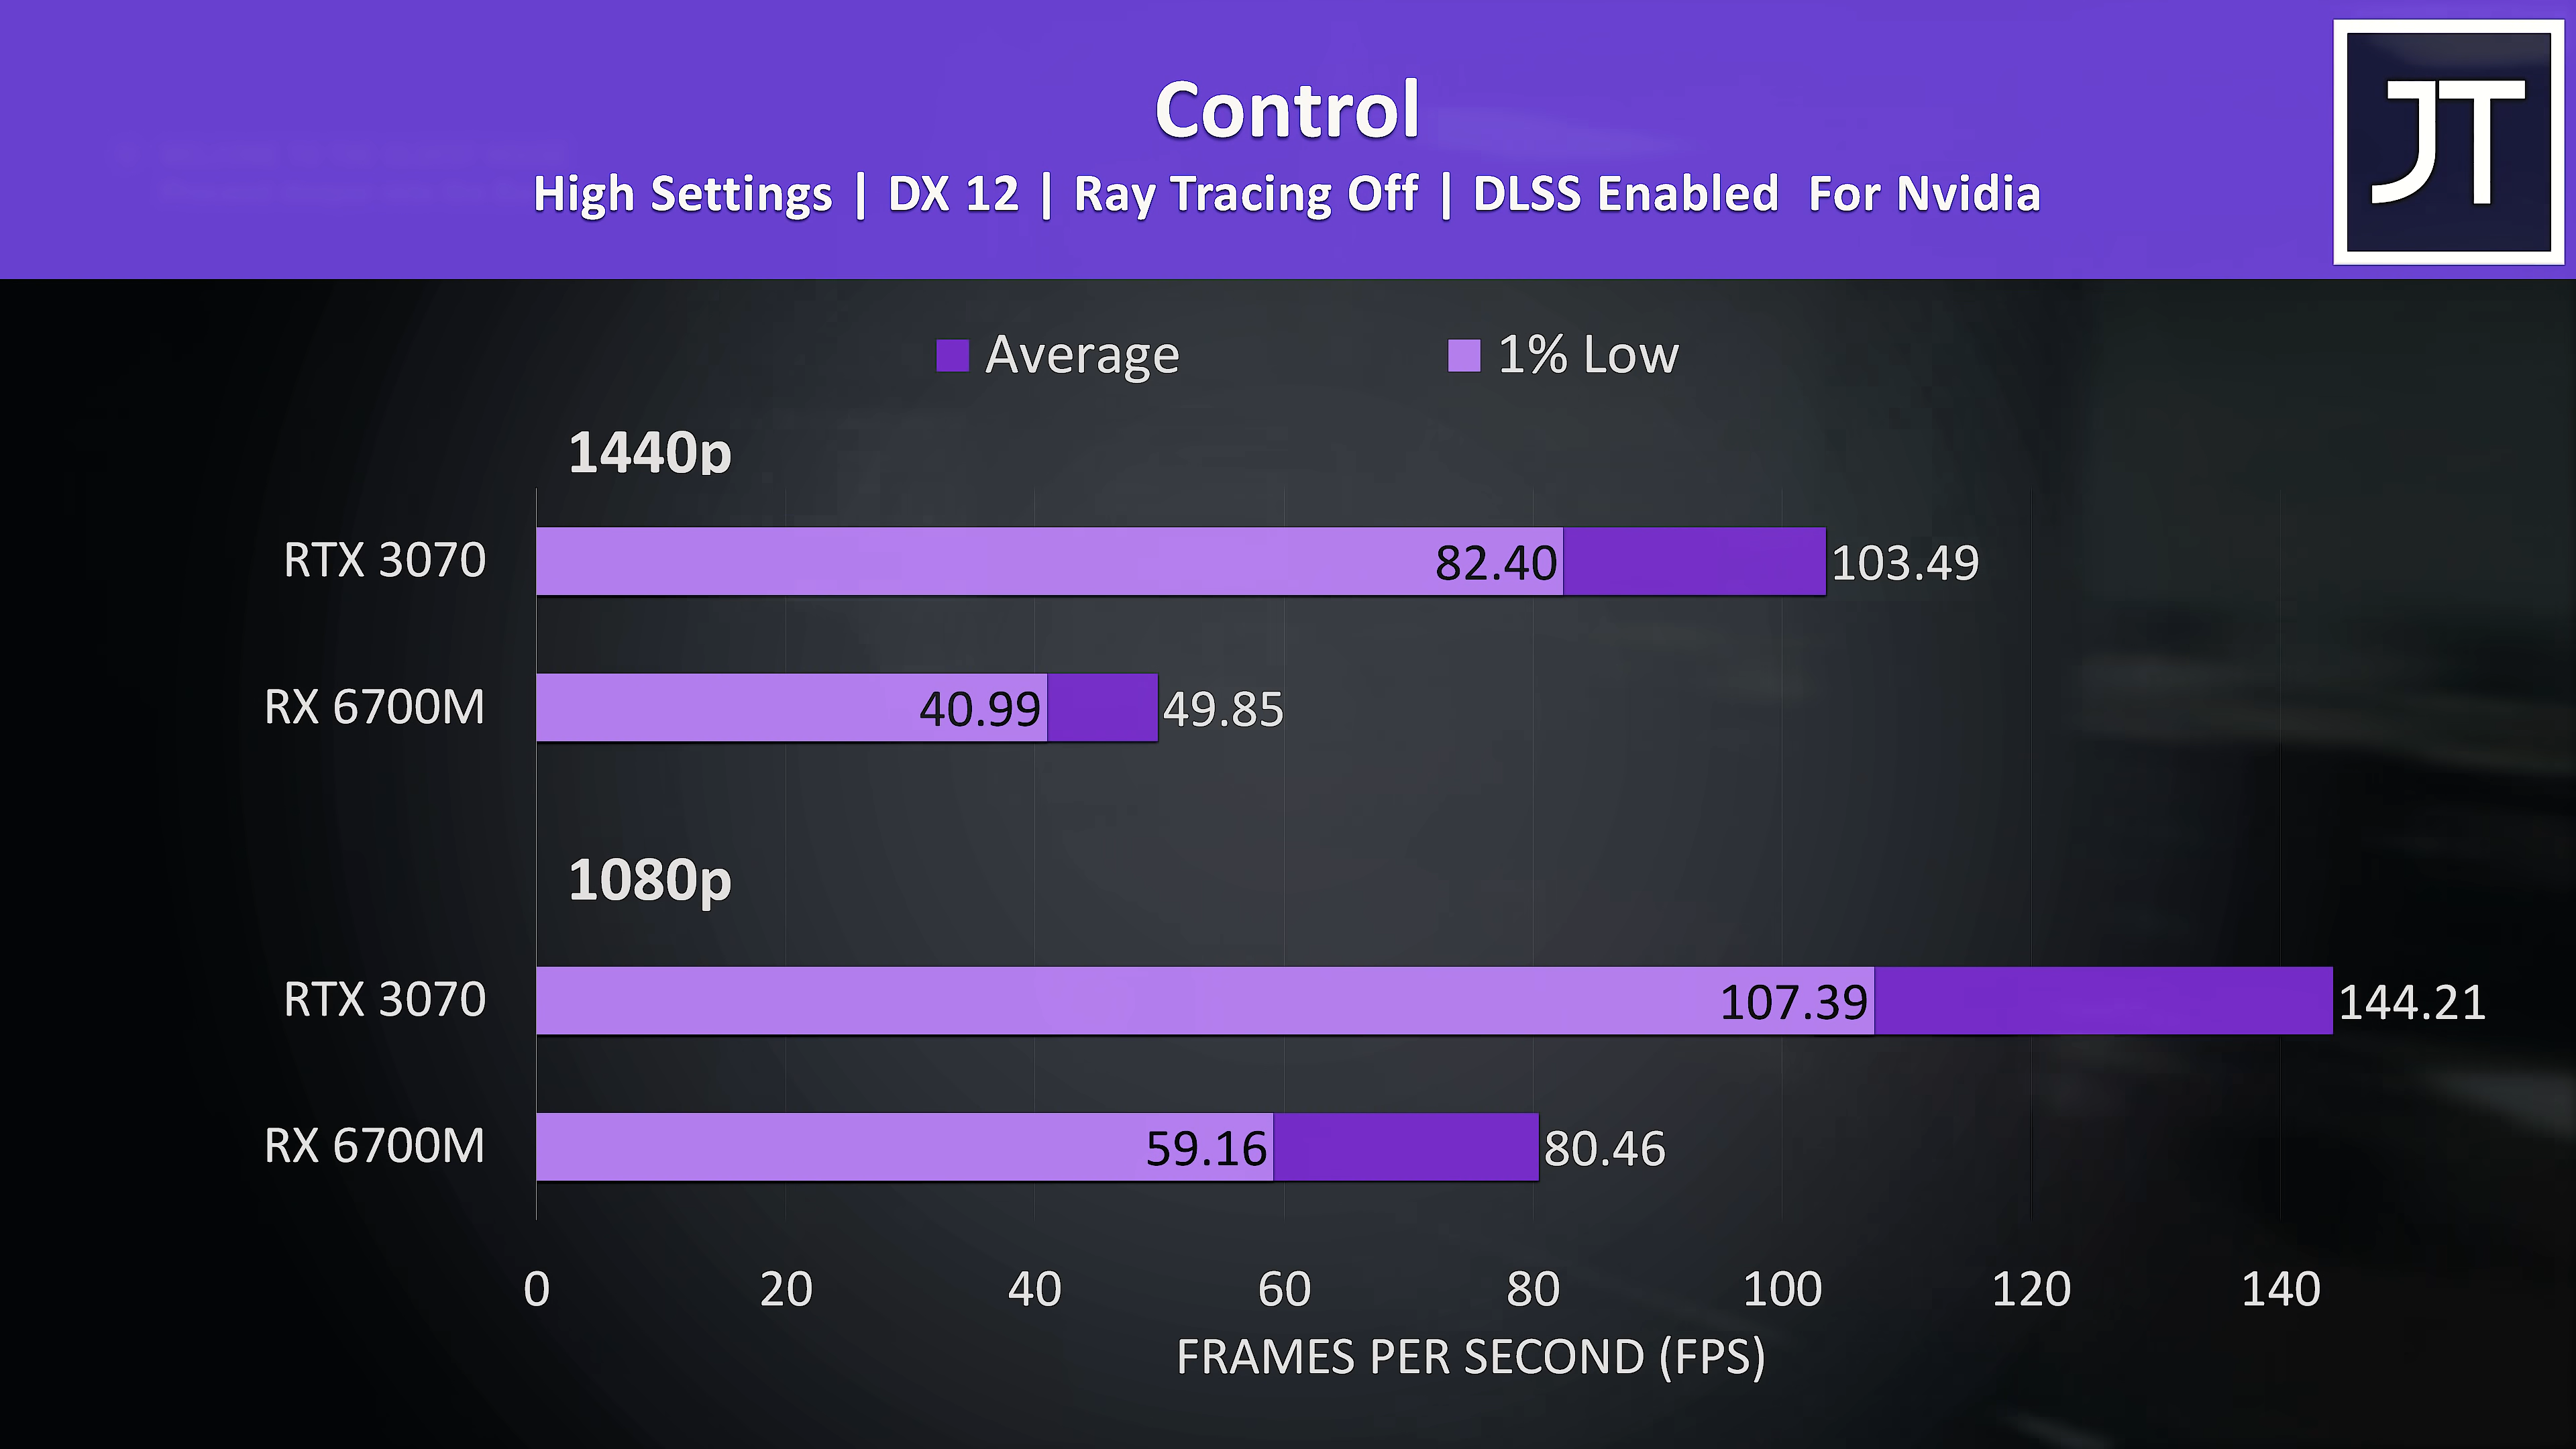 Control
High Settings | DX 12 | Ray Tracing Off | DLSS Enabled  For Nvidia
JT
Average
1% Low
1440p
RTX 3070
82.40
103.49
RX 6700M
40.99
49.85
1080p
RTX 3070
107.39
144.21
RX 6700M
59.16
80.46
0 20 40 60 80 100 120 140
FRAMES PER SECOND (FPS)